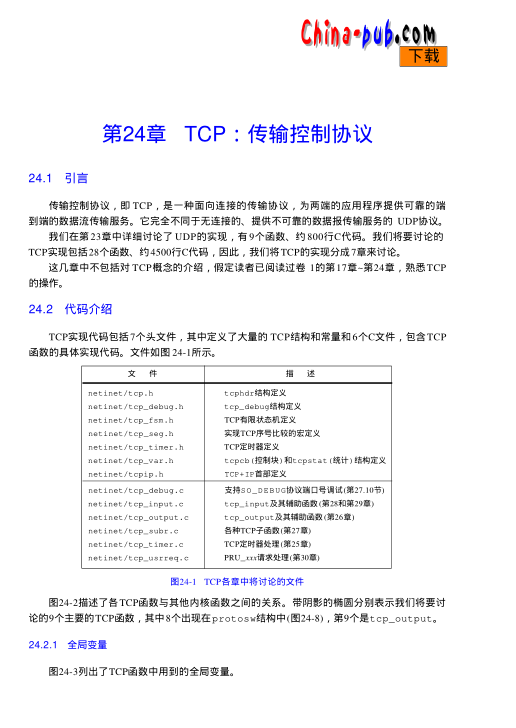 China-pub.com
下载
第24章 TCP：传输控制协议
24.1 引言
传输控制协议，即 TCP，是一种面向连接的传输协议，为两端的应用程序提供可靠的端
到端的数据流传输服务。它完全不同于无连接的、提供不可靠的数据报传输服务的 UDP协议。
我们在第 23章中详细讨论了 UDP的实现，有 9个函数、约 800行C代码。我们将要讨论的
TCP实现包括 28个函数、约 4500行C代码，因此，我们将 TCP的实现分成 7章来讨论。
这几章中不包括对 TCP概念的介绍，假定读者已阅读过卷 1的第17章~第24章，熟悉TCP
的操作。
24.2 代码介绍
TCP实现代码包括 7个头文件，其中定义了大量的 TCP结构和常量和 6个C文件，包含TCP
函数的具体实现代码。文件如图 24-1所示。
文 件 描 述
netinet/tcp.h tcphdr结构定义
netinet/tcp_debug.h tcp_debug结构定义
netinet/tcp_fsm.h TCP有限状态机定义
netinet/tcp_seg.h 实现TCP序号比较的宏定义
netinet/tcp_timer.h TCP定时器定义
netinet/tcp_var.h tcpcb(控制块)和tcpstat(统计)结构定义
netinet/tcpip.h TCP+IP首部定义
netinet/tcp_debug.c 支持SO_DEBUG协议端口号调试(第27.10节)
netinet/tcp_input.c tcp_input及其辅助函数(第28和第29章)
netinet/tcp_output.c tcp_output及其辅助函数(第26章)
netinet/tcp_subr.c 各种TCP子函数(第27章)
netinet/tcp_timer.c TCP定时器处理(第25章)
netinet/tcp_usrreq.c PRU_xxx请求处理(第30章)
图24-1 TCP各章中将讨论的文件
图24-2描述了各TCP函数与其他内核函数之间的关系。带阴影的椭圆分别表示我们将要讨
论的9个主要的TCP函数，其中8个出现在protosw结构中(图24-8)，第9个是tcp_output。
24.2.1 全局变量
图24-3列出了TCP函数中用到的全局变量。